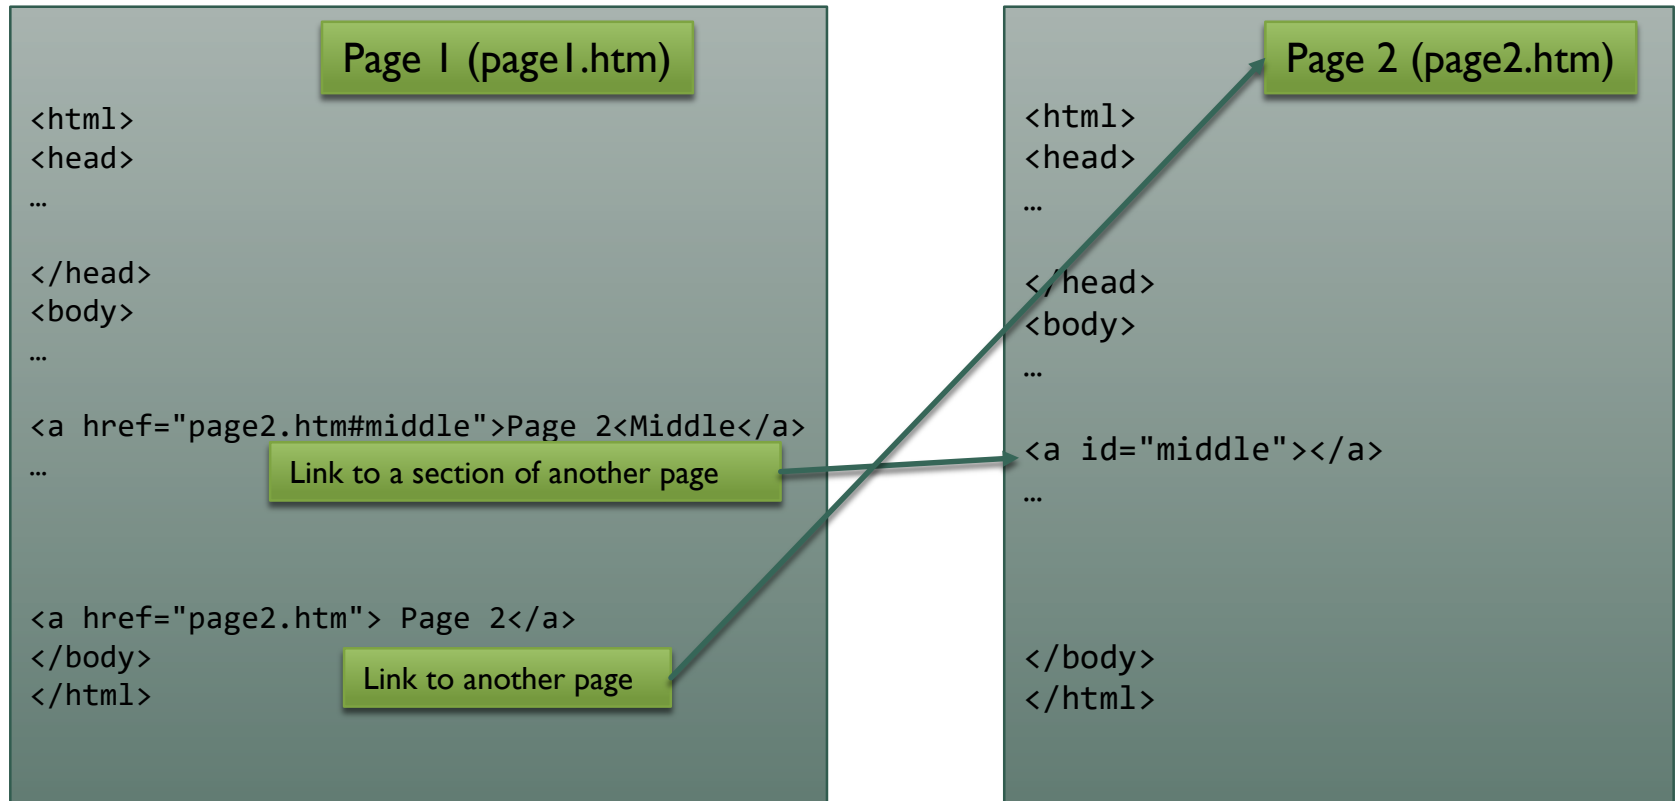 Page 1 (page1.htm)
<html>
<head>
…
</head>
<body>
…
<a href="page2.htm#middle">Page 2<Middle</a>
…
Link to a section of another page
<a href="page2.htm"> Page 2</a>
</body>
</html>
Link to another page
Page 2 (page2.htm)
<html>
<head>
…
</head>
<body>
…
<a id="middle"></a>
…
</body>
</html>